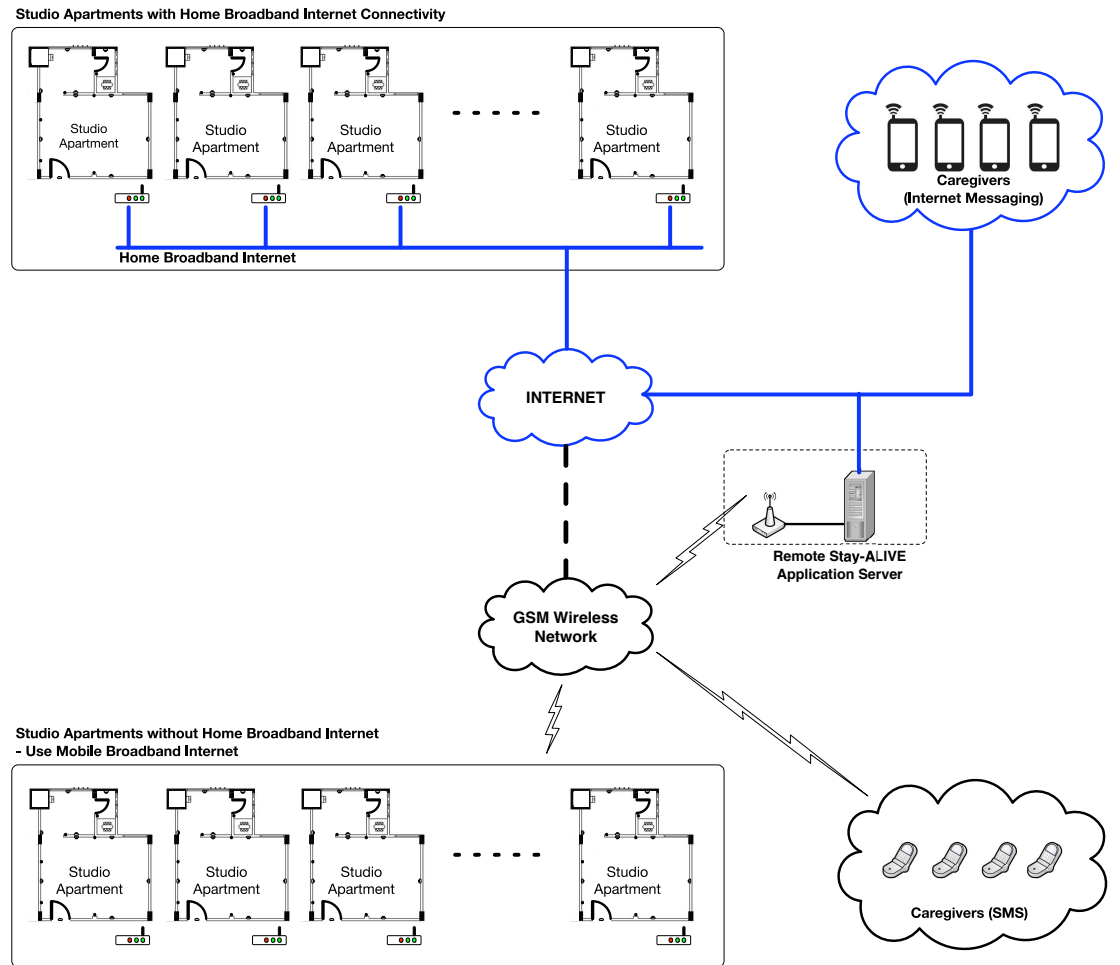 Studio Apartments with Home Broadband Internet Connectivity
Studio
Apartment
Studio
Apartment
Studio
Apartment
Studio
Apartment
Home Broadband Internet
Caregivers
(Internet Messaging)
INTERNET
Remote Stay-ALIVE
Application Server
GSM Wireless
Network
Studio Apartments without Home Broadband Internet
- Use Mobile Broadband Internet
Studio
Apartment
Studio
Apartment
Studio
Apartment
Studio
Apartment
Caregivers (SMS)